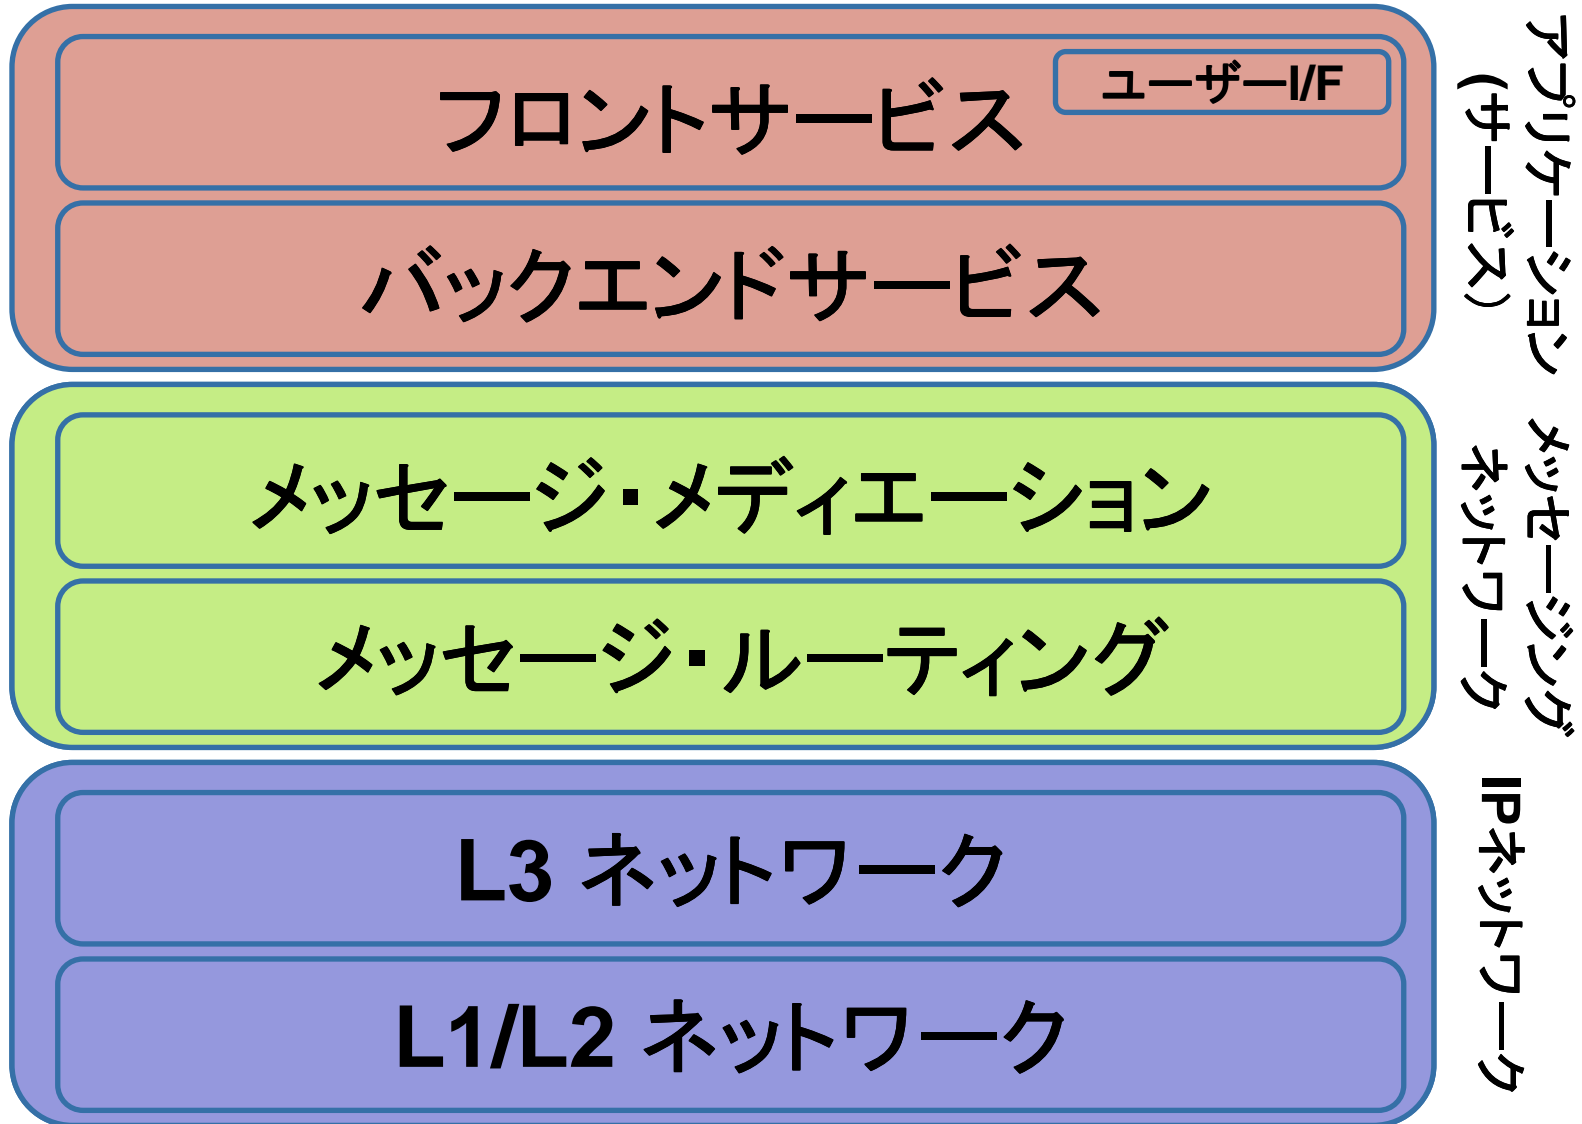 フロントサービス
ユーザーI/F
バックエンドサービス
アプリケーション
(サービス)
メッセージ・メディエーション
メッセージ・ルーティング
メッセージング
ネットワーク
L3 ネットワーク
L1/L2 ネットワーク
IPネットワーク